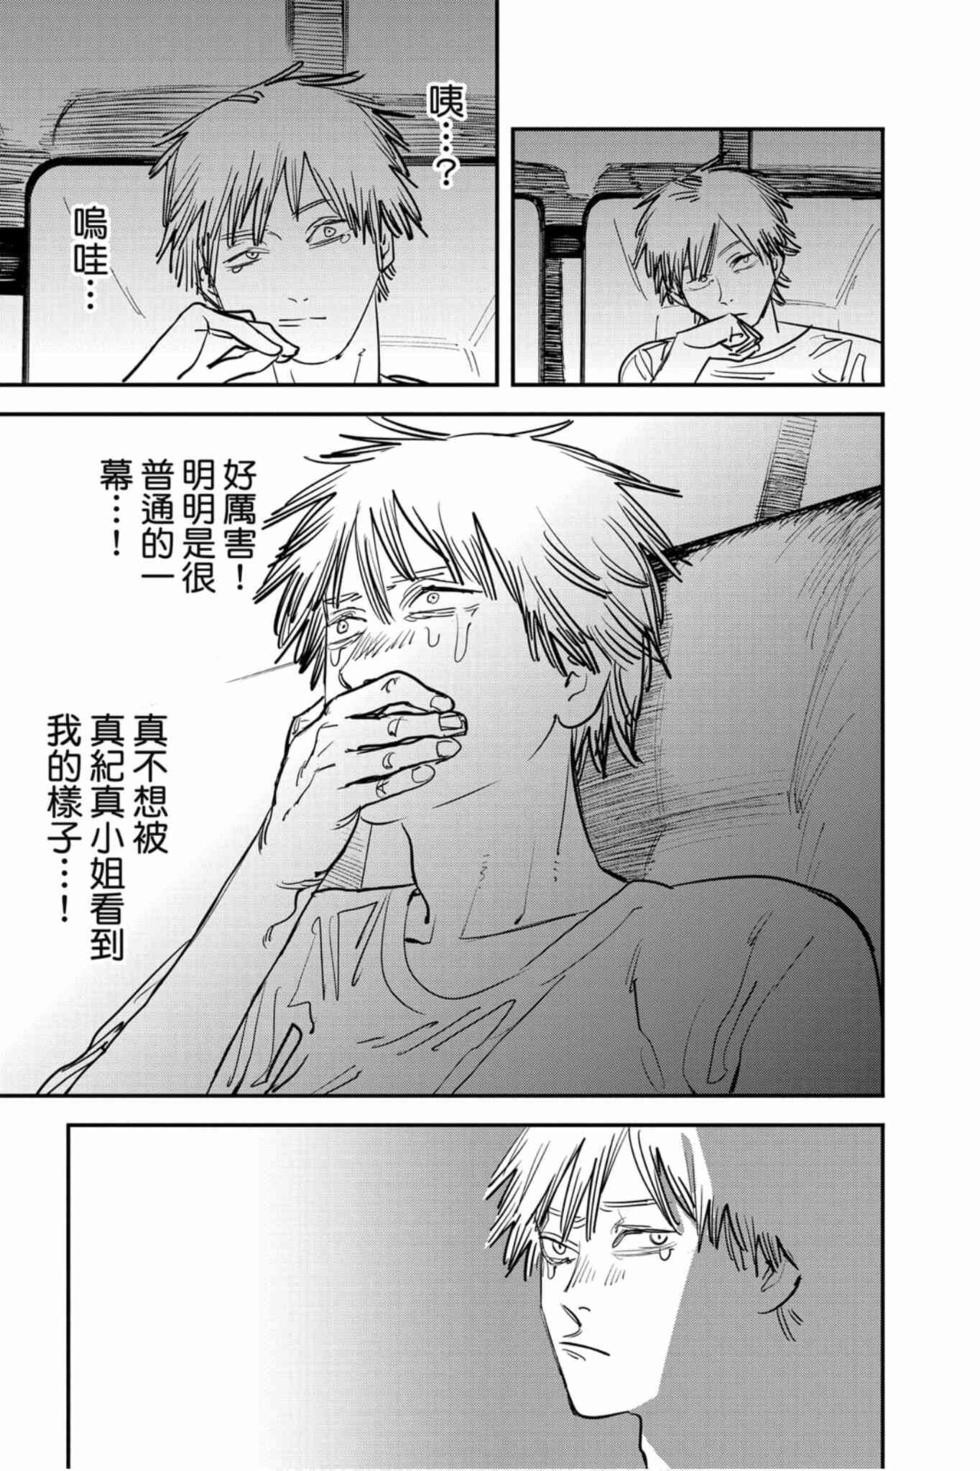 咦…？
嗚哇…
好厲害！
明明是很
普通的一
幕…！
真不想被
真紀真小姐看到
我的樣子…！